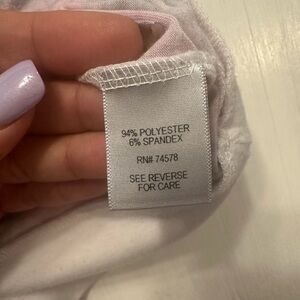 94% POLYESTER
6% SPANDEX
RN# 74578
SEE REVERSE
FOR CARE